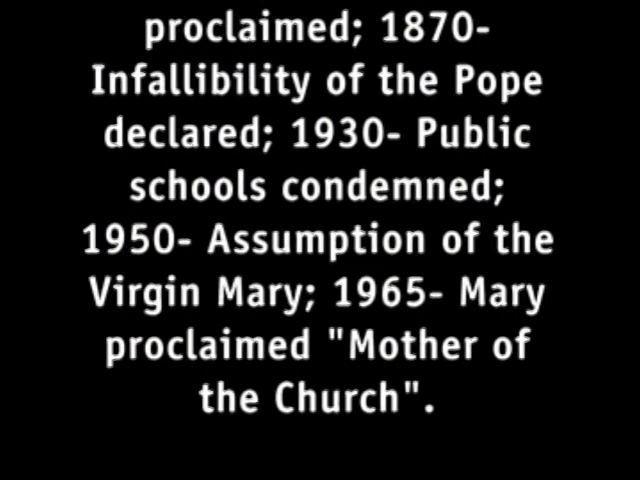 proclaimed; 1870-
Infallibility of the Pope
declared; 1930- Public
schools condemned;
1950- Assumption of the
Virgin Mary; 1965- Mary
proclaimed "Mother of
the Church".